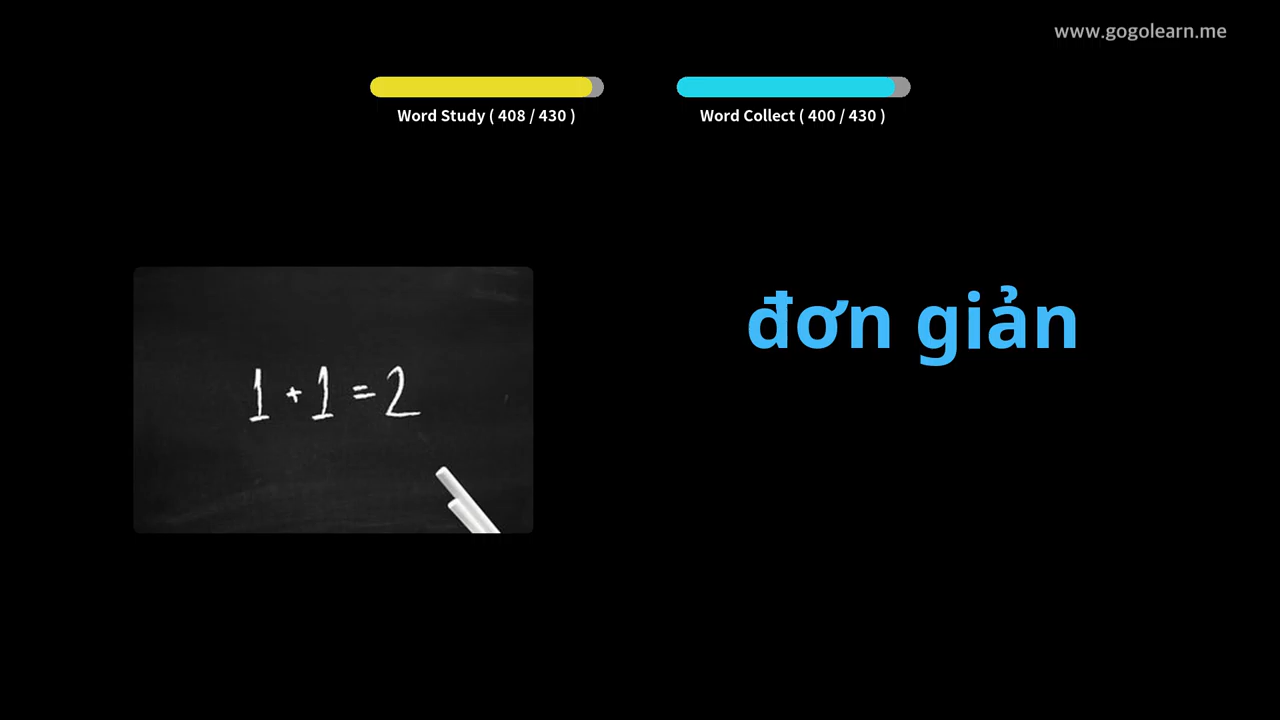 www.gogolearn.me
Word Study ( 408 / 430 )
Word Collect ( 400 / 430 )
đơn giản
1 + 1 = 2